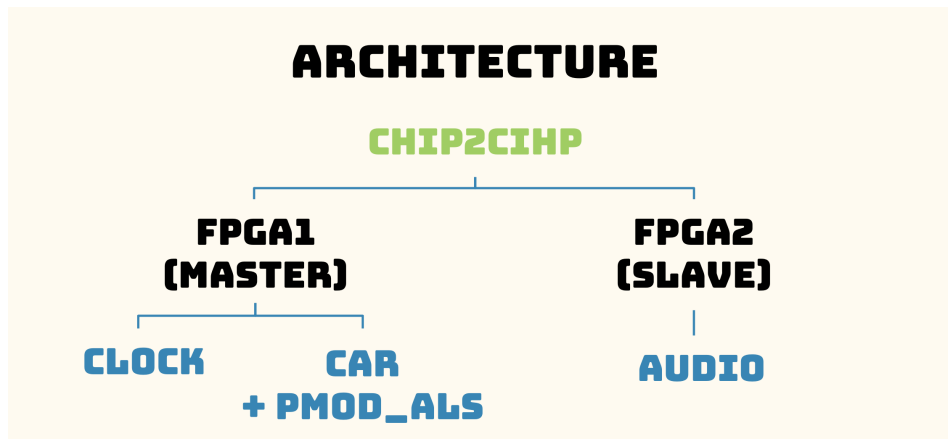 ARCHITECTURE
CHIP2CIHP
FPGA1
(MASTER)
FPGA2
(SLAVE)
CLOCK
CAR
+ PMOD_ALS
AUDIO